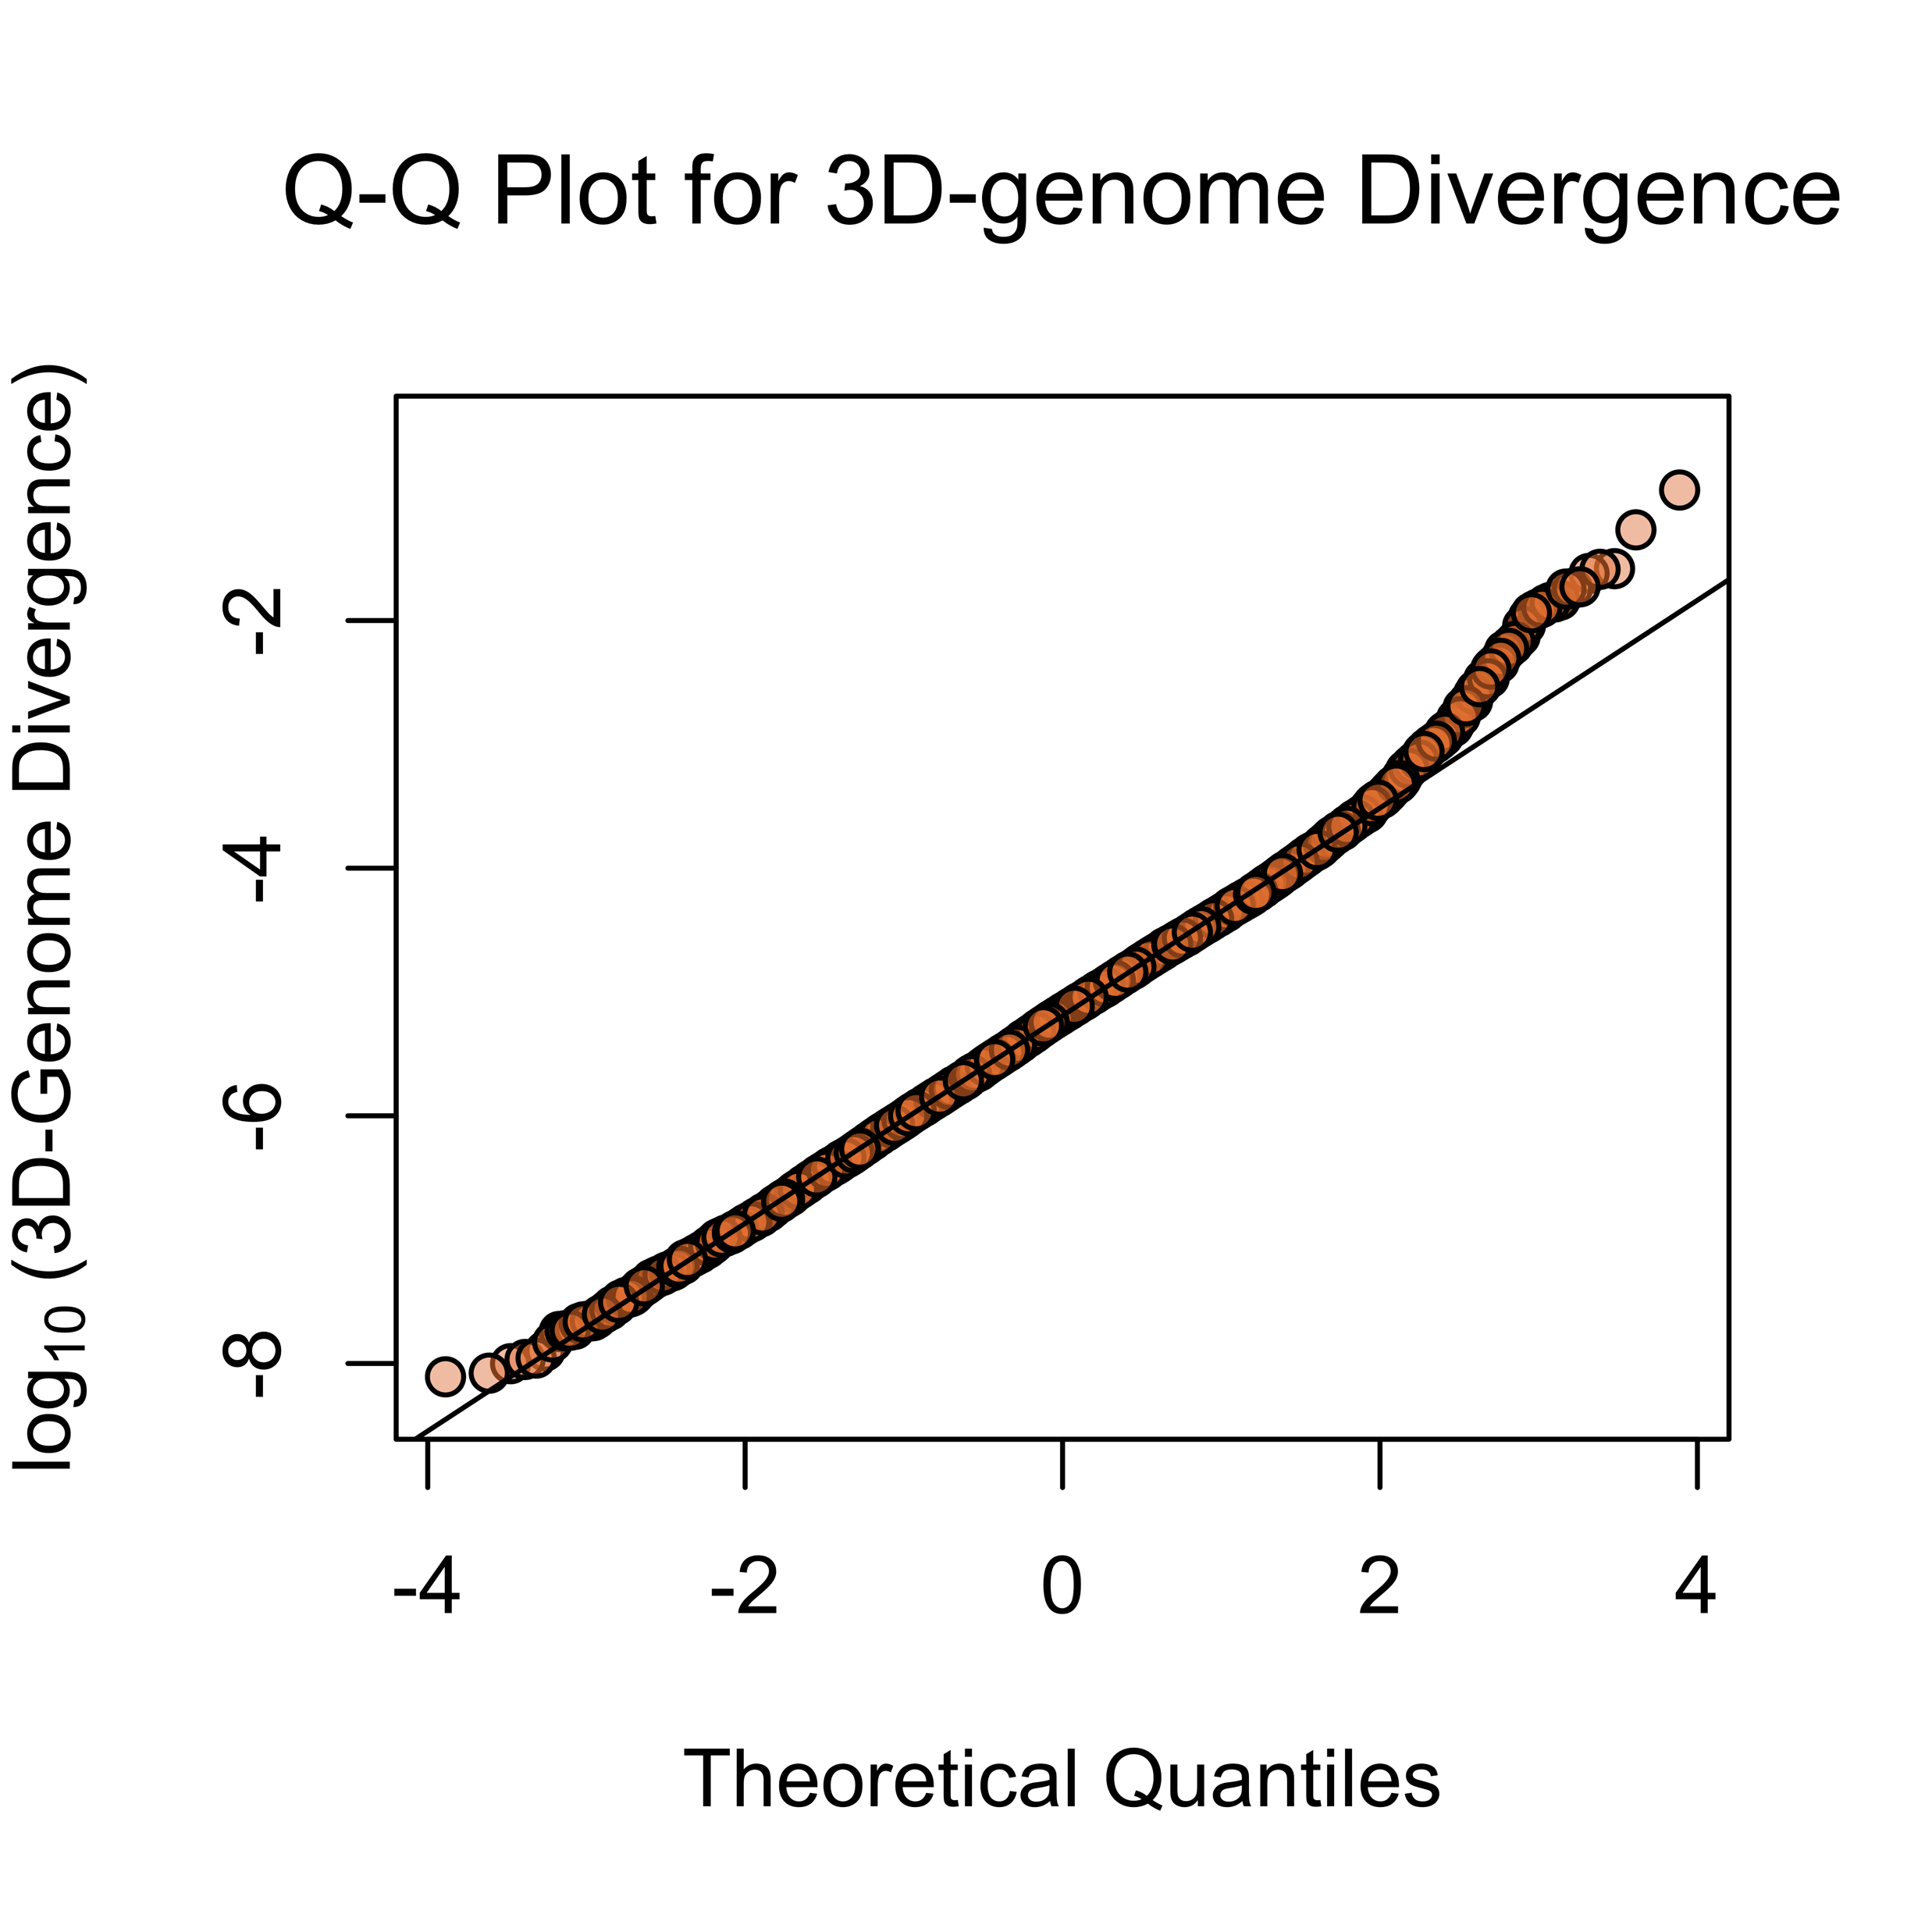 Q-Q Plot for 3D-genome Divergence
log10 (3D-Genome Divergence)
-2
-4
-6
-8
-4 -2 0 2 4
Theoretical Quantiles